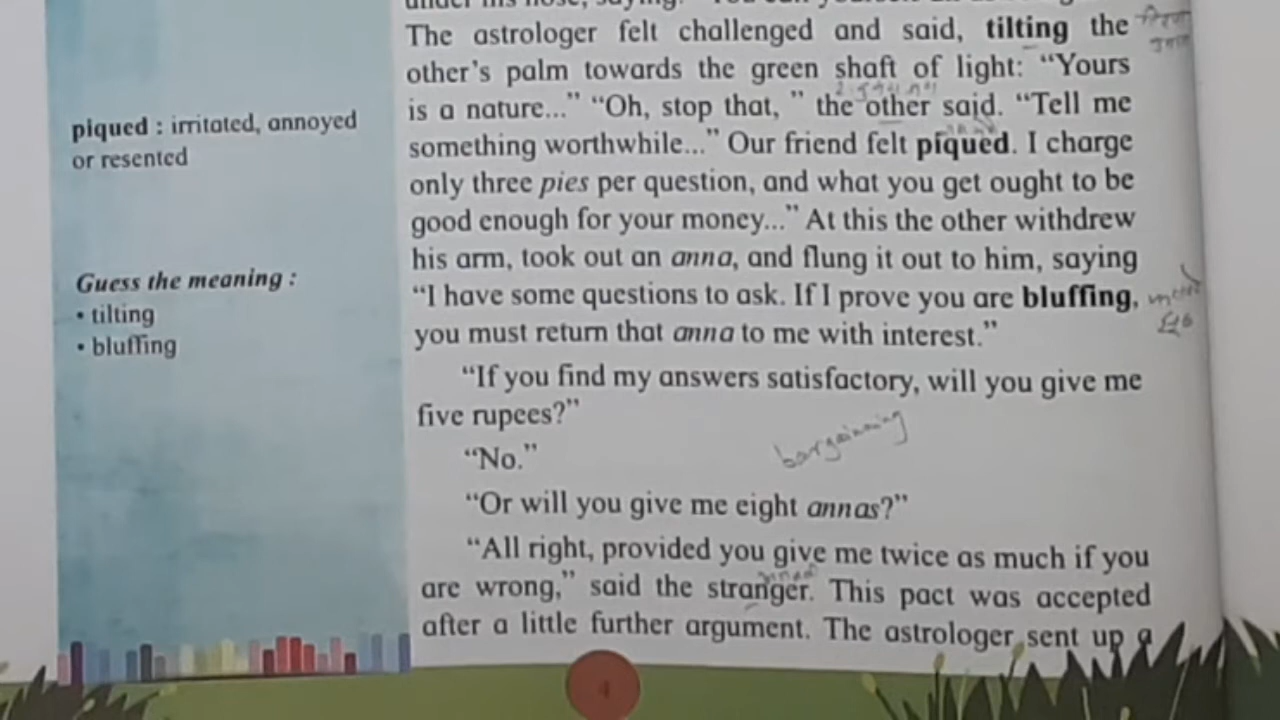 The astrologer felt challenged and said, tilting the
other's palm towards the green shaft of light: “Yours
is a nature...” “Oh, stop that, ” the other said. “Tell me
something worthwhile...” Our friend felt piqued. I charge
only three pies per question, and what you get ought to be
good enough for your money...” At this the other withdrew
his arm, took out an anna, and flung it out to him, saying
“I have some questions to ask. If I prove you are bluffing,
you must return that anna to me with interest.”
“If you find my answers satisfactory, will you give me
five rupees?”
bargainning
“No.”
“Or will you give me eight annas?”
“All right, provided you give me twice as much if you
are wrong,” said the stranger. This pact was accepted
after a little further argument. The astrologer sent up a
piqued : irritated, annoyed
or resented
Guess the meaning :
• tilting
• bluffing
4